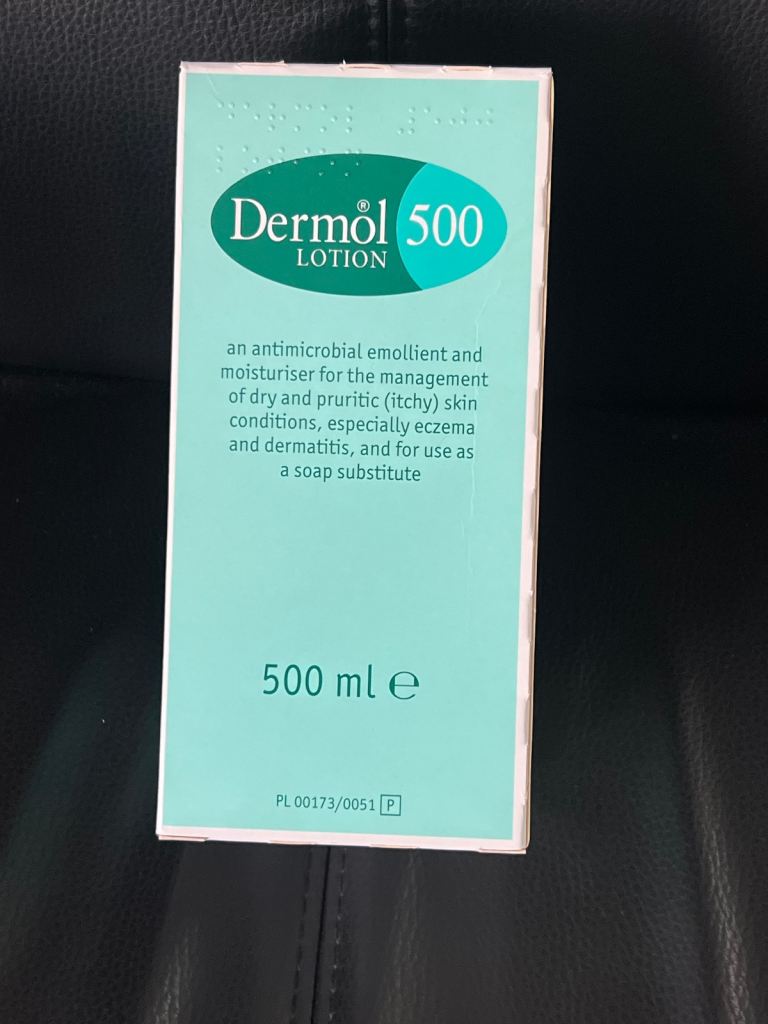 Dermol® 500
LOTION
an antimicrobial emollient and
moisturiser for the management
of dry and pruritic (itchy) skin
conditions, especially eczema
and dermatitis, and for use as
a soap substitute
500 ml ℮
PL 00173/0051 P